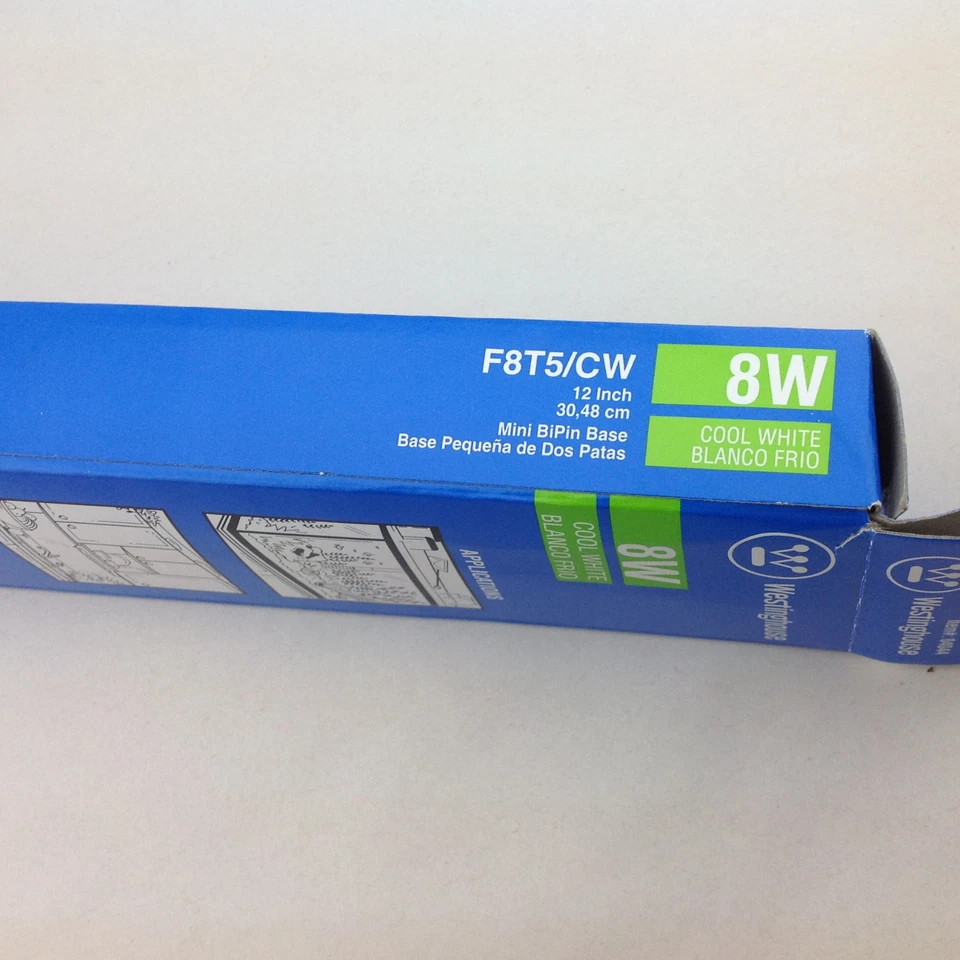 F8T5/CW
12 Inch
30,48 cm
Mini BiPin Base
Base Pequeña de Dos Patas
8W
COOL WHITE
BLANCO FRIO
APPLICATIONS
COOL WHITE
BLANCO FRIO
8W
Westinghouse
Westinghouse